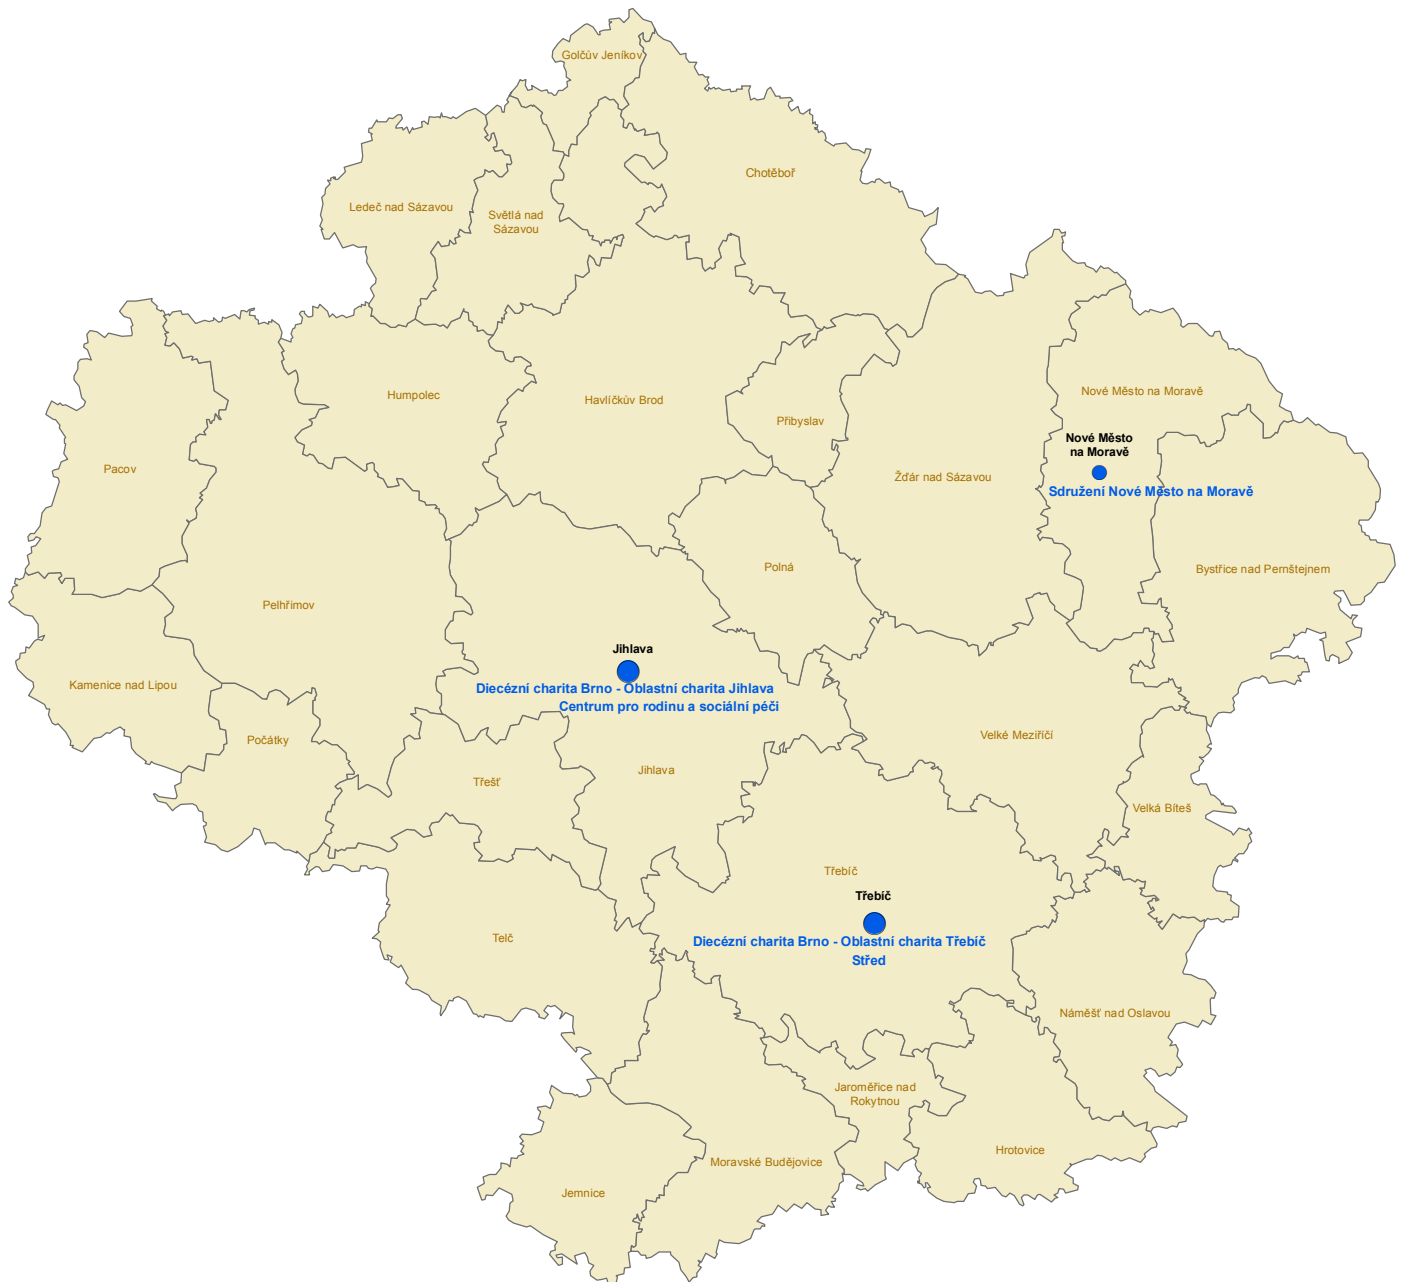 Golčův Jeníkov
Chotěboř
Ledeč nad Sázavou
Světlá nad
Sázavou
Humpolec
Havlíčkův Brod
Přibyslav
Nové Město na Moravě
Nové Město
na Moravě
Sdružení Nové Město na Moravě
Pacov
Žďár nad Sázavou
Polná
Bystřice nad Pernštejnem
Pelhřimov
Jihlava
Diecézní charita Brno - Oblastní charita Jihlava
Centrum pro rodinu a sociální péči
Kamenice nad Lipou
Počátky
Velké Meziříčí
Třešť
Jihlava
Velká Bíteš
Třebíč
Třebíč
Diecézní charita Brno - Oblastní charita Třebíč
Střed
Telč
Náměšť nad Oslavou
Jaroměřice nad
Rokytnou
Hrotovice
Moravské Budějovice
Jemnice